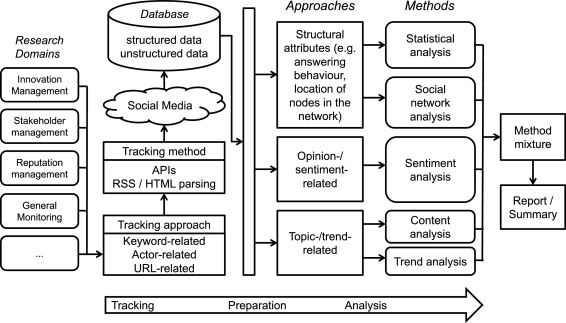 Research
Domains
Innovation
Management
Stakeholder
management
Reputation
management
General
Monitoring
...
Database
structured data
unstructured data
Social Media
Tracking method
APIs
RSS / HTML parsing
Tracking approach
Keyword-related
Actor-related
URL-related
Approaches
Structural
attributes (e.g.
answering
behaviour,
location of
nodes in the
network)
Opinion-/
sentiment-
related
Topic-/trend-
related
Methods
Statistical
analysis
Social
network
analysis
Sentiment
analysis
Content
analysis
Trend analysis
Method
mixture
Report /
Summary
Tracking Preparation Analysis